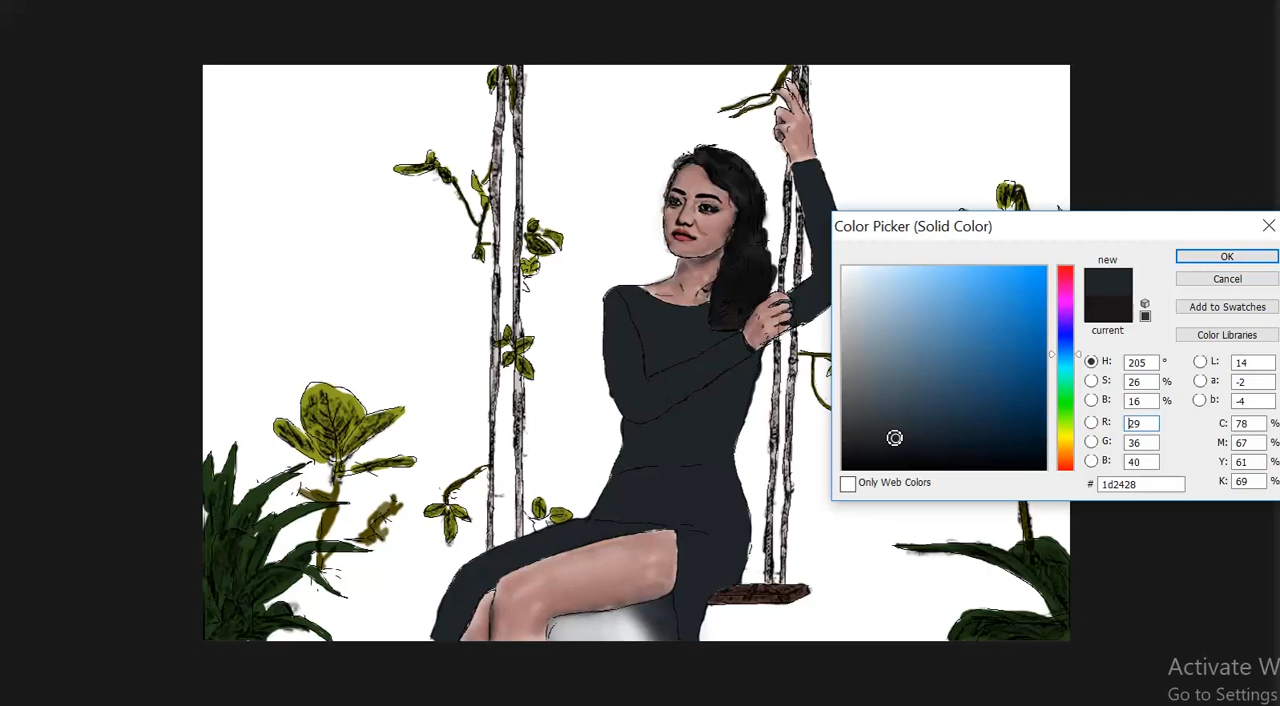 Color Picker (Solid Color)
new
current
OK
Cancel
Add to Swatches
Color Libraries
H: 205 °
S: 26 %
B: 16 %
R: 29
G: 36
B: 40
L: 14
a: -2
b: -4
C: 78 %
M: 67 %
Y: 61 %
K: 69 %
# 1d2428
Only Web Colors
Activate W
Go to Settings